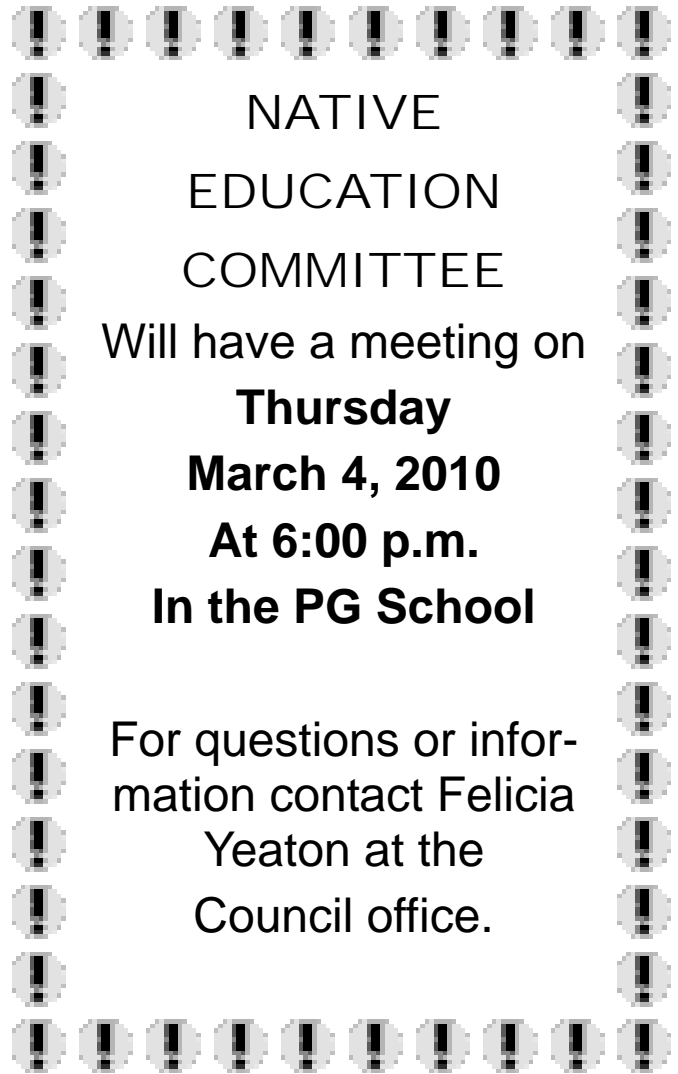 NATIVE
EDUCATION
COMMITTEE
Will have a meeting on
Thursday
March 4, 2010
At 6:00 p.m.
In the PG School
For questions or infor-
mation contact Felicia
Yeaton at the
Council office.